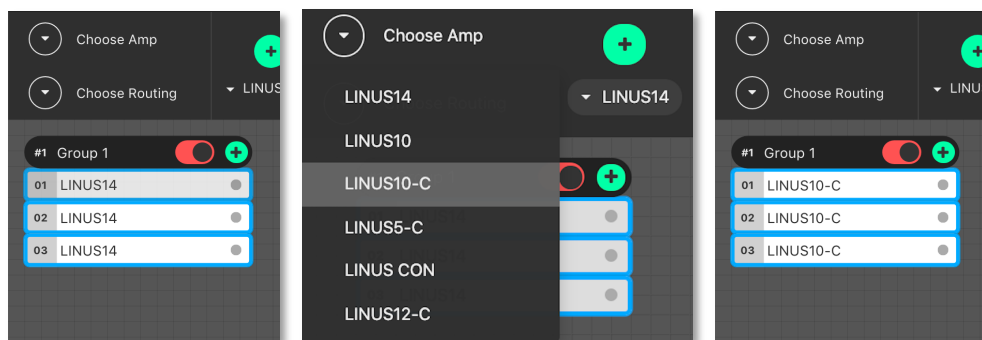 Choose Amp
Choose Routing
LINUS
#1 Group 1
01 LINUS14
02 LINUS14
03 LINUS14
Choose Amp
LINUS14
LINUS14
LINUS10
LINUS10-C
LINUS5-C
LINUS CON
LINUS12-C
Choose Amp
Choose Routing
LINU
#1 Group 1
01 LINUS10-C
02 LINUS10-C
03 LINUS10-C